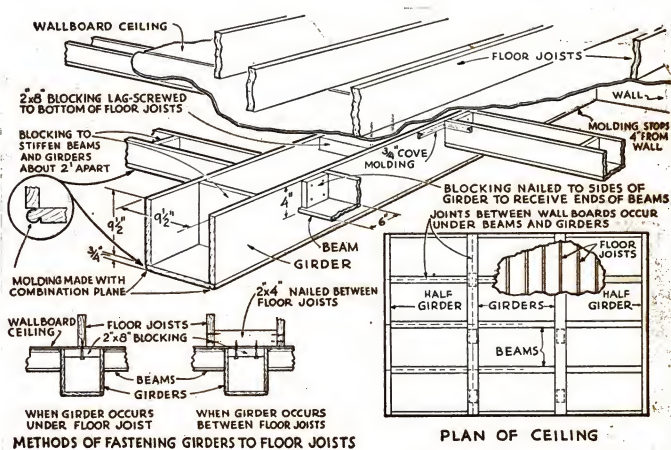 WALLBOARD CEILING
FLOOR JOISTS
2"x8" BLOCKING LAG-SCREWED
TO BOTTOM OF FLOOR JOISTS
WALL
BLOCKING TO
STIFFEN BEAMS
AND GIRDERS
ABOUT 2' APART
MOLDING STOPS
4" FROM
WALL
3/4" COVE
MOLDING
9½"
9½"
4"
6"
3/4"
BLOCKING NAILED TO SIDES OF
GIRDER TO RECEIVE ENDS OF BEAMS
BEAM
GIRDER
JOINTS BETWEEN WALL BOARDS OCCUR
UNDER BEAMS AND GIRDERS
MOLDING MADE WITH
COMBINATION PLANE
2"x4" NAILED BETWEEN
FLOOR JOISTS
FLOOR
JOISTS
HALF
GIRDER
GIRDERS
HALF
GIRDER
BEAMS
WALLBOARD
CEILING
FLOOR JOISTS
2"x8" BLOCKING
BEAMS
GIRDERS
WHEN GIRDER OCCURS
UNDER FLOOR JOIST
WHEN GIRDER OCCURS
BETWEEN FLOOR JOISTS
METHODS OF FASTENING GIRDERS TO FLOOR JOISTS
PLAN OF CEILING